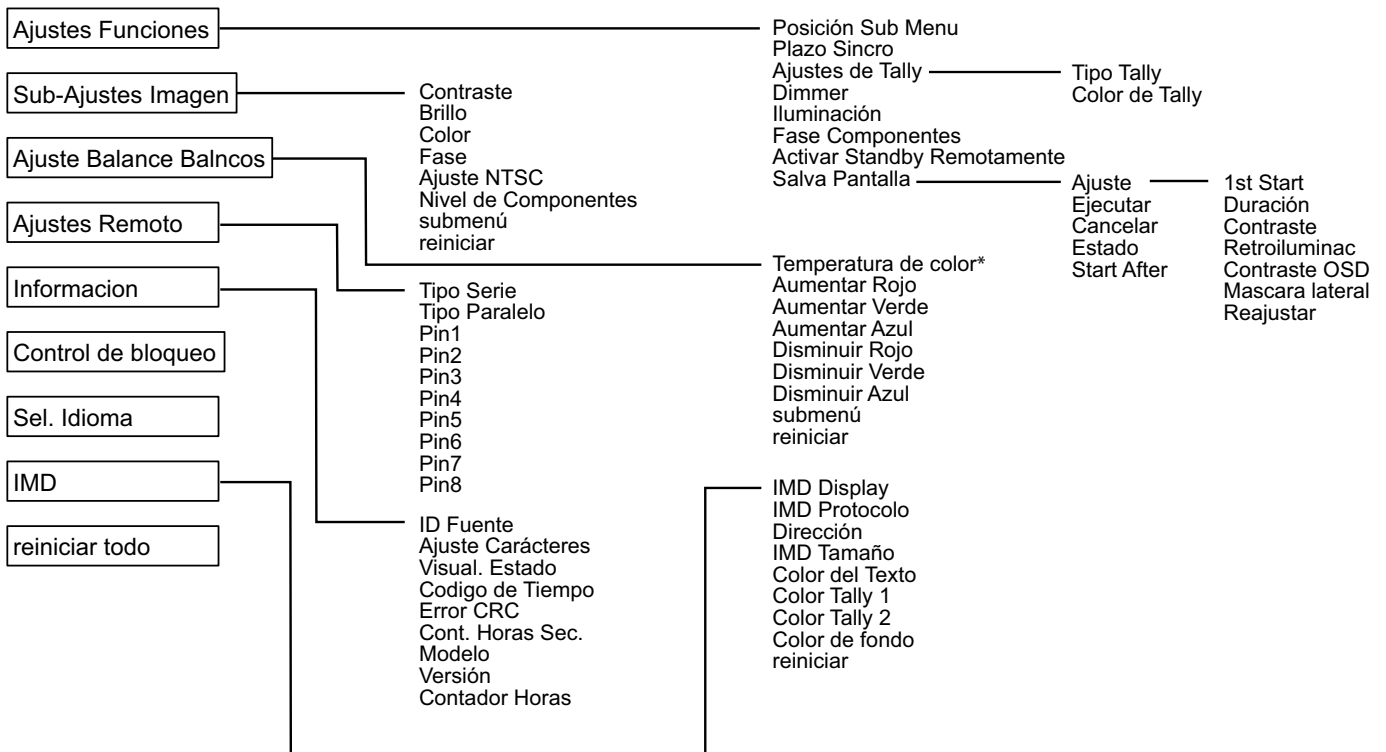 Ajustes Funciones
Sub-Ajustes Imagen
Ajuste Balance Balncos
Ajustes Remoto
Informacion
Control de bloqueo
Sel. Idioma
IMD
reiniciar todo
Contraste
Brillo
Color
Fase
Ajuste NTSC
Nivel de Componentes
submenú
reiniciar
Tipo Serie
Tipo Paralelo
Pin1
Pin2
Pin3
Pin4
Pin5
Pin6
Pin7
Pin8
ID Fuente
Ajuste Carácteres
Visual. Estado
Codigo de Tiempo
Error CRC
Cont. Horas Sec.
Modelo
Versión
Contador Horas
Posición Sub Menu
Plazo Sincro
Ajustes de Tally
Dimmer
Iluminación
Fase Componentes
Activar Standby Remotamente
Salva Pantalla
Temperatura de color*
Aumentar Rojo
Aumentar Verde
Aumentar Azul
Disminuir Rojo
Disminuir Verde
Disminuir Azul
submenú
reiniciar
IMD Display
IMD Protocolo
Dirección
IMD Tamaño
Color del Texto
Color Tally 1
Color Tally 2
Color de fondo
reiniciar
Tipo Tally
Color de Tally
Ajuste
Ejecutar
Cancelar
Estado
Start After
1st Start
Duración
Contraste
Retroiluminac
Contraste OSD
Mascara lateral
Reajustar